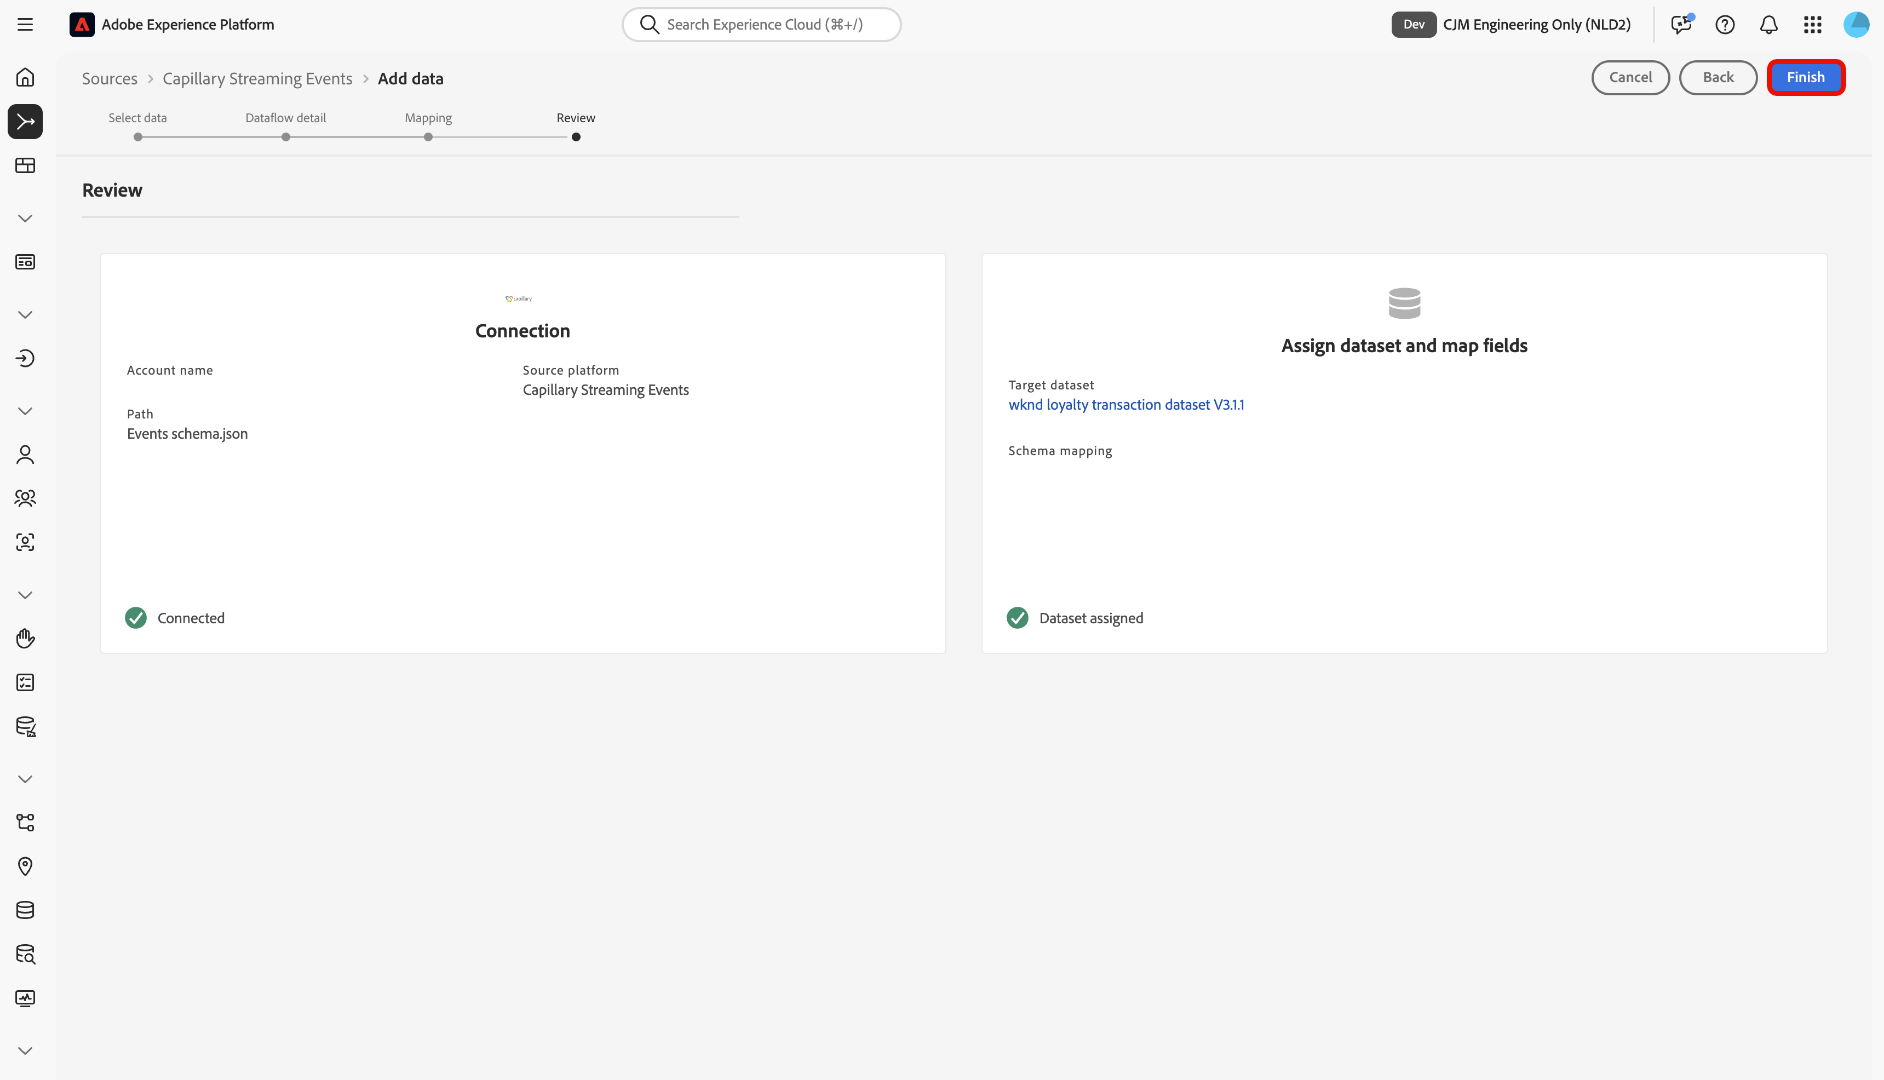 Adobe Experience Platform
Search Experience Cloud (⌘+/)
Dev
CJM Engineering Only (NLD2)
Sources
Capillary Streaming Events
Add data
Cancel
Back
Finish
Select data
Dataflow detail
Mapping
Review
Review
capillary
Connection
Account name
Source platform
Capillary Streaming Events
Path
Events schema.json
Connected
Assign dataset and map fields
Target dataset
wknd loyalty transaction dataset V3.1.1
Schema mapping
Dataset assigned